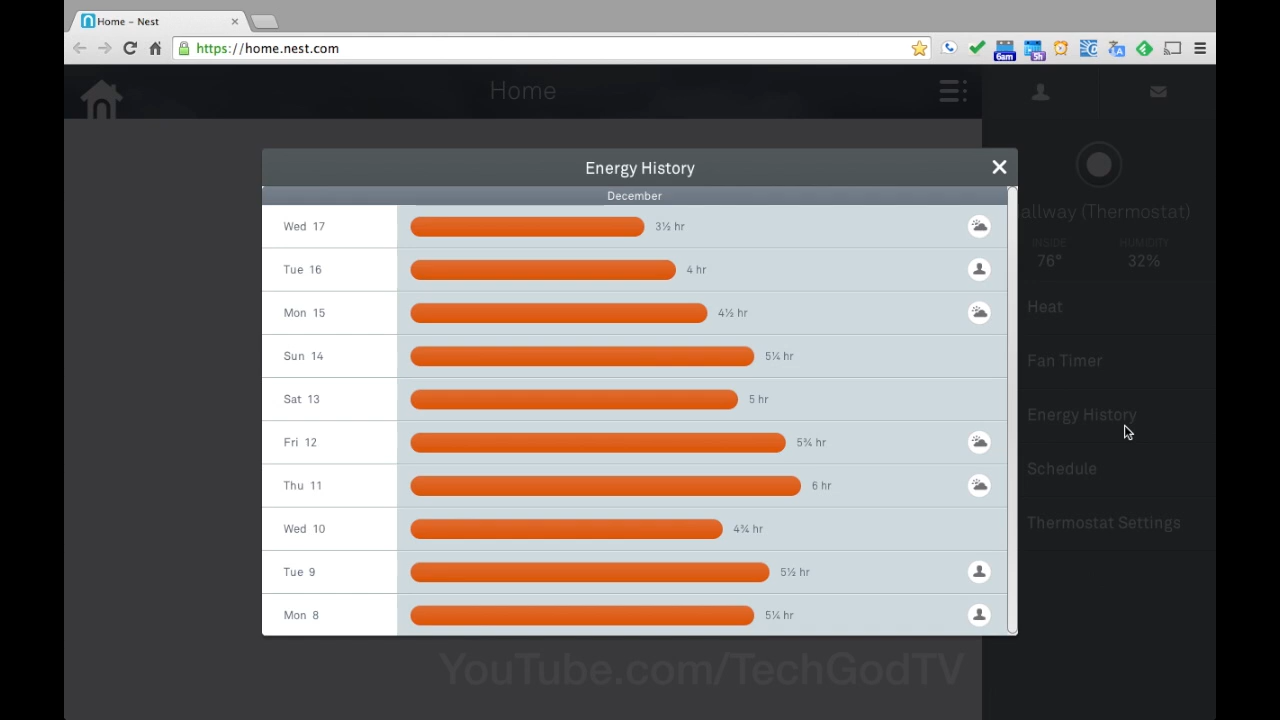 Home – Nest
https://home.nest.com
6am
5h
Home
Energy History
December
Wed 17 3½ hr
Tue 16 4 hr
Mon 15 4½ hr
Sun 14 5¼ hr
Sat 13 5 hr
Fri 12 5¾ hr
Thu 11 6 hr
Wed 10 4¾ hr
Tue 9 5½ hr
Mon 8 5¼ hr
allway (Thermostat)
INSIDE HUMIDITY
76° 32%
Heat
Fan Timer
Energy History
Schedule
Thermostat Settings
YouTube.com/TechGodTV